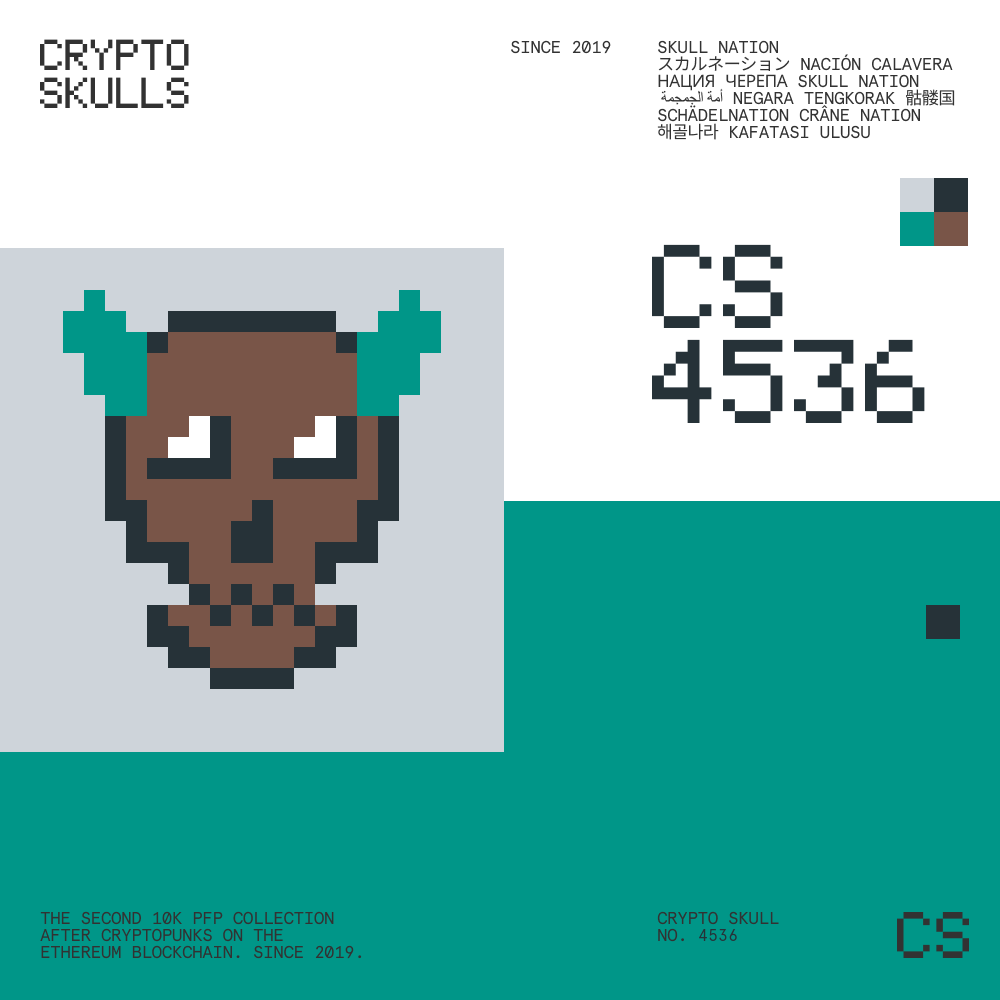 CRYPTO
SKULLS
SINCE 2019
SKULL NATION
スカルネーション NACIÓN CALAVERA
НАЦИЯ ЧЕРЕПА SKULL NATION
أمة الجمجمة NEGARA TENGKORAK 骷髅国
SCHÄDELNATION CRÂNE NATION
해골나라 KAFATASI ULUSU
CS
4536
THE SECOND 10K PFP COLLECTION
AFTER CRYPTOPUNKS ON THE
ETHEREUM BLOCKCHAIN. SINCE 2019.
CRYPTO SKULL
NO. 4536
CS